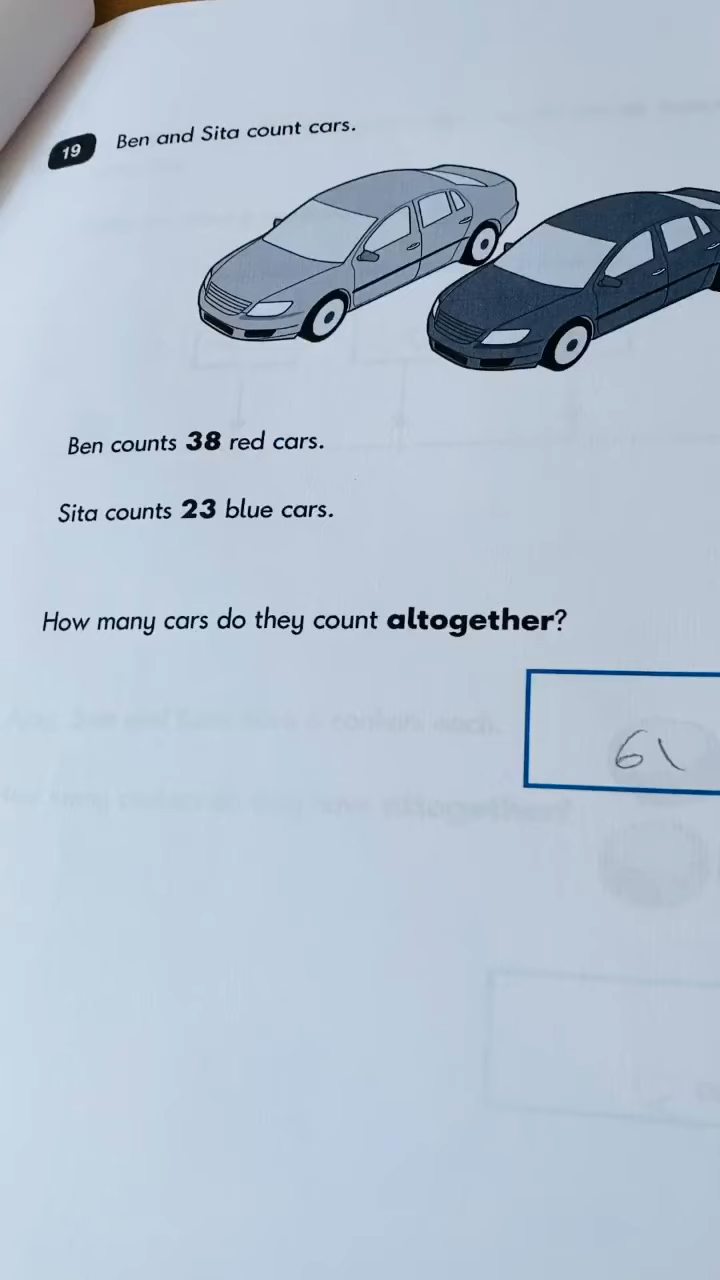 19 Ben and Sita count cars.
Ben counts 38 red cars.
Sita counts 23 blue cars.
How many cars do they count altogether?
61